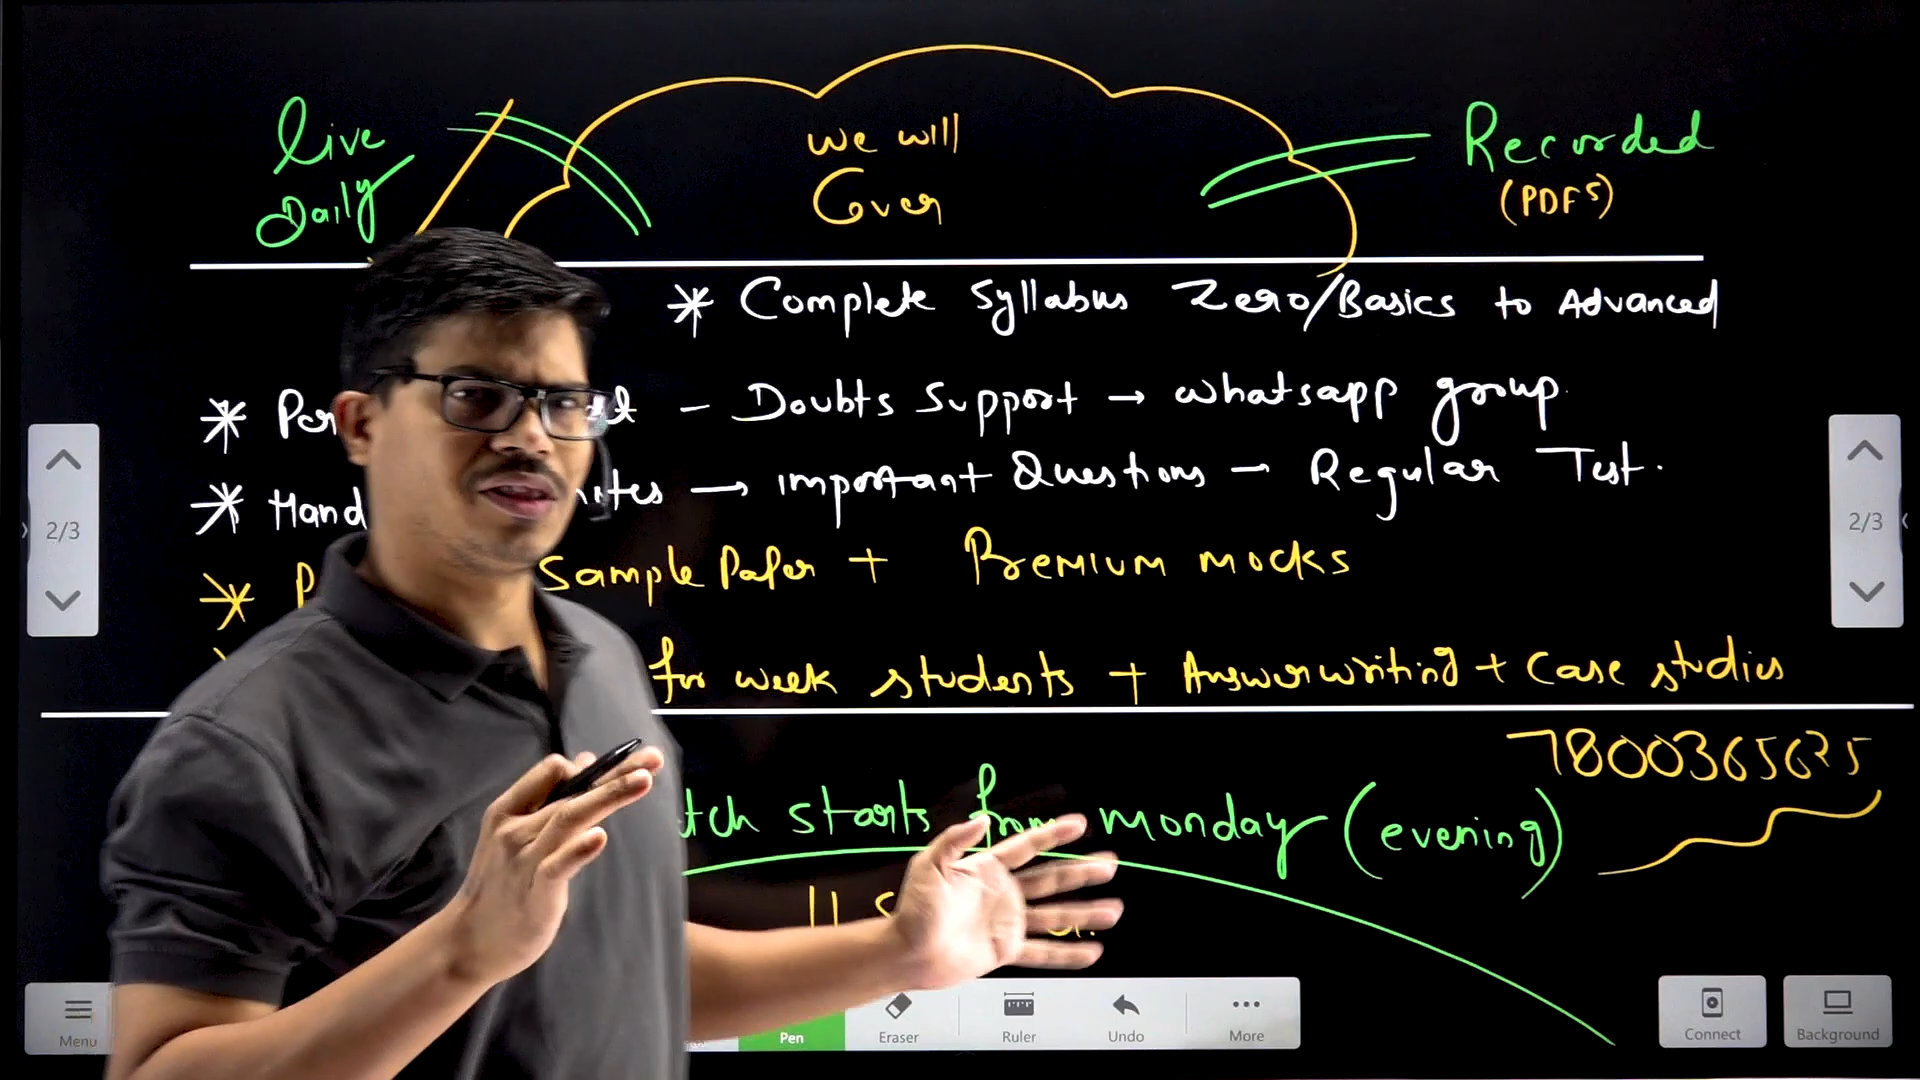 Live
Daily
we will
Cover
Recorded
(PDFS)
* Complete Syllabus Zero/Basics to Advanced
* - Doubts Support → whatsapp group.
* Hand → important Questions - Regular Test.
* Sample Paper + Premium mocks
for week students + Answerwriting + Case studies
starts from monday (evening)
2/3
2/3
Menu
Pen
Eraser
Ruler
Undo
More
Connect
Background